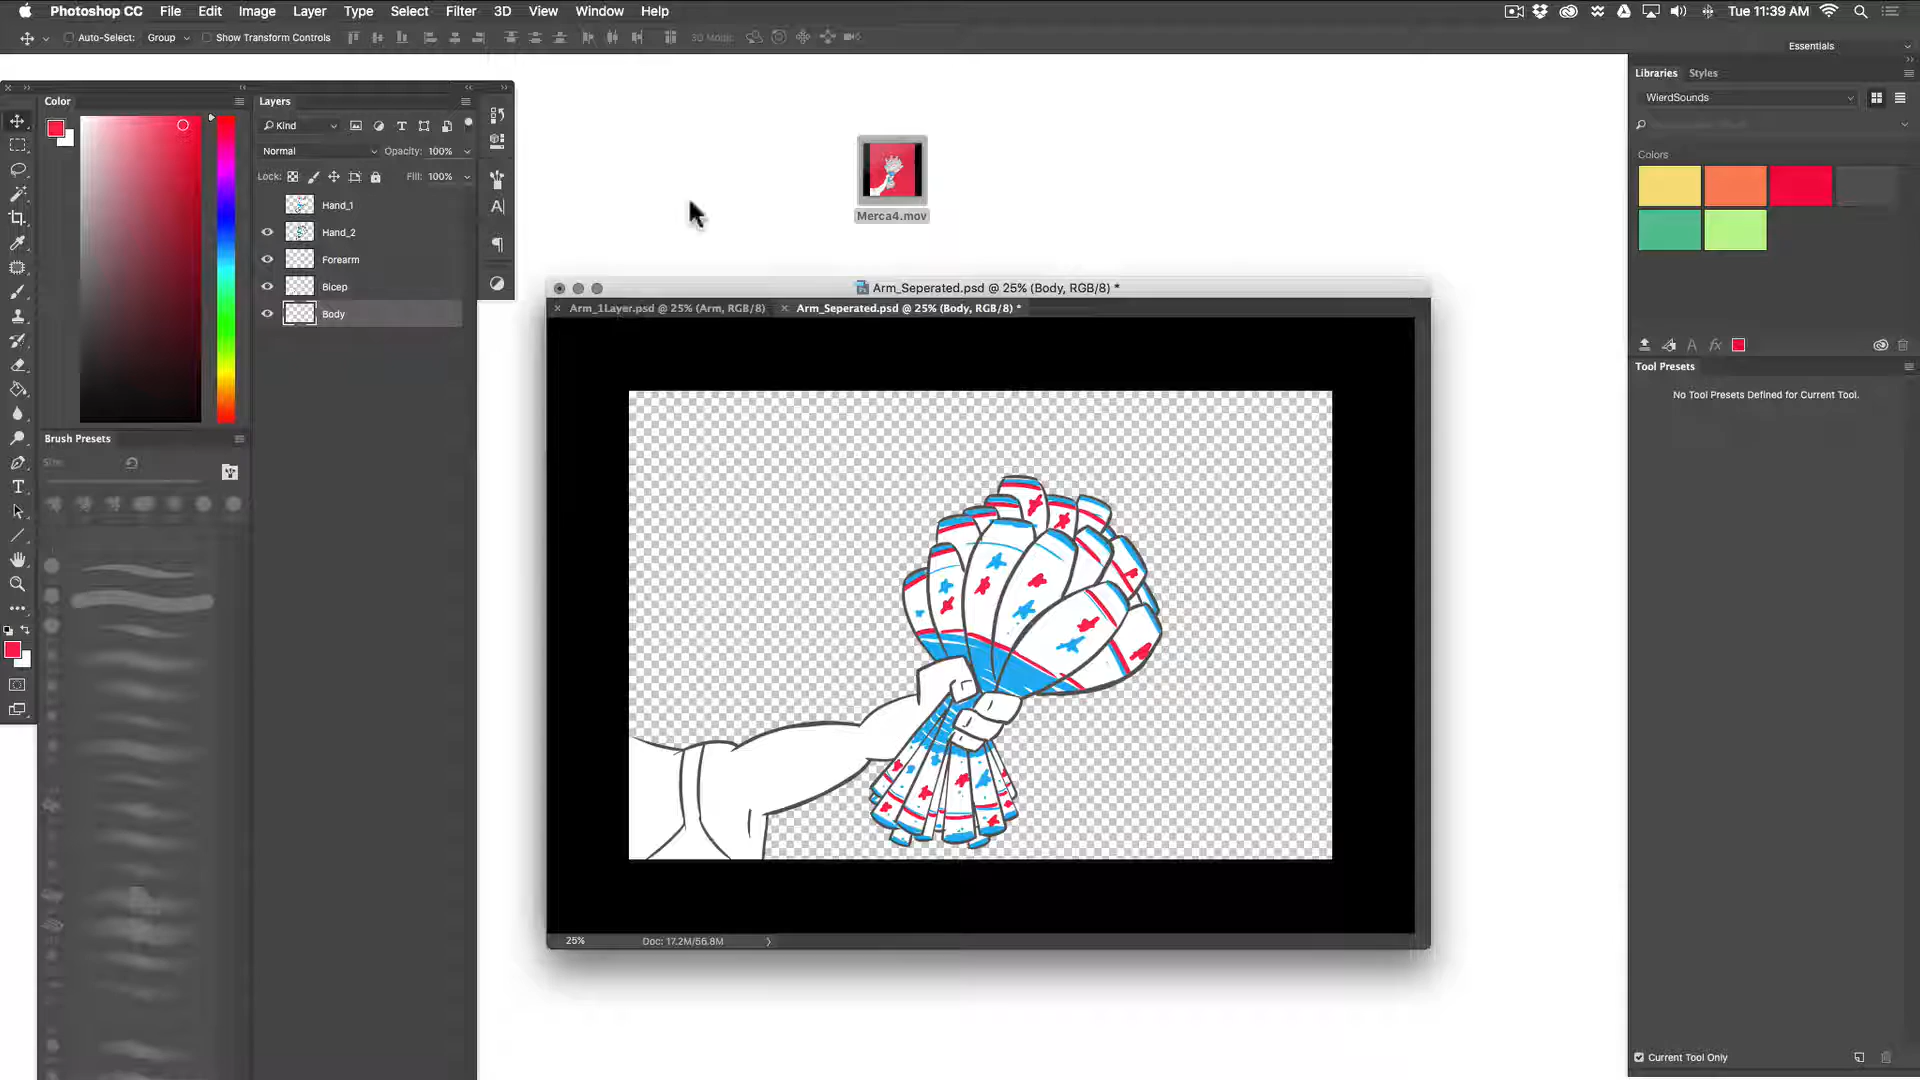 Photoshop CC File Edit Image Layer Type Select Filter 3D View Window Help Tue 11:39 AM
Auto-Select: Group Show Transform Controls 3D Mode:
Essentials
Color
Layers
Kind
Normal Opacity: 100%
Lock: Fill: 100%
Hand_1
Hand_2
Forearm
Bicep
Body
Brush Presets
Size:
Merca4.mov
Arm_Seperated.psd @ 25% (Body, RGB/8) *
Arm_1Layer.psd @ 25% (Arm, RGB/8) Arm_Seperated.psd @ 25% (Body, RGB/8) *
25% Doc: 17.2M/56.8M
Libraries Styles
WierdSounds
Colors
Tool Presets
No Tool Presets Defined for Current Tool.
Current Tool Only